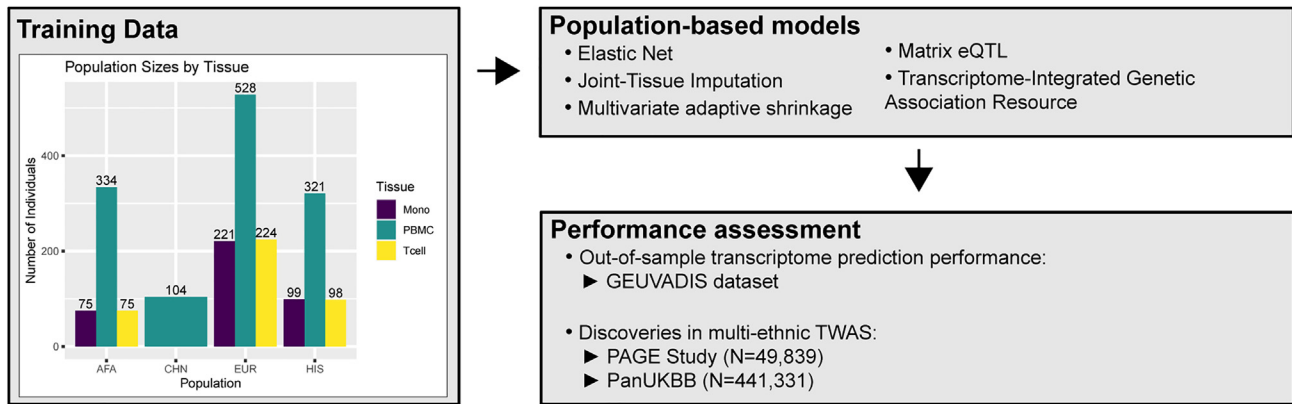 Training Data
Population Sizes by Tissue
Number of Individuals
400
200
0
75
334
75
104
221
528
224
99
321
98
AFA
CHN
EUR
HIS
Population
Tissue
Mono
PBMC
Tcell
Population-based models
• Elastic Net
• Joint-Tissue Imputation
• Multivariate adaptive shrinkage
• Matrix eQTL
• Transcriptome-Integrated Genetic
Association Resource
Performance assessment
• Out-of-sample transcriptome prediction performance:
► GEUVADIS dataset
• Discoveries in multi-ethnic TWAS:
► PAGE Study (N=49,839)
► PanUKBB (N=441,331)